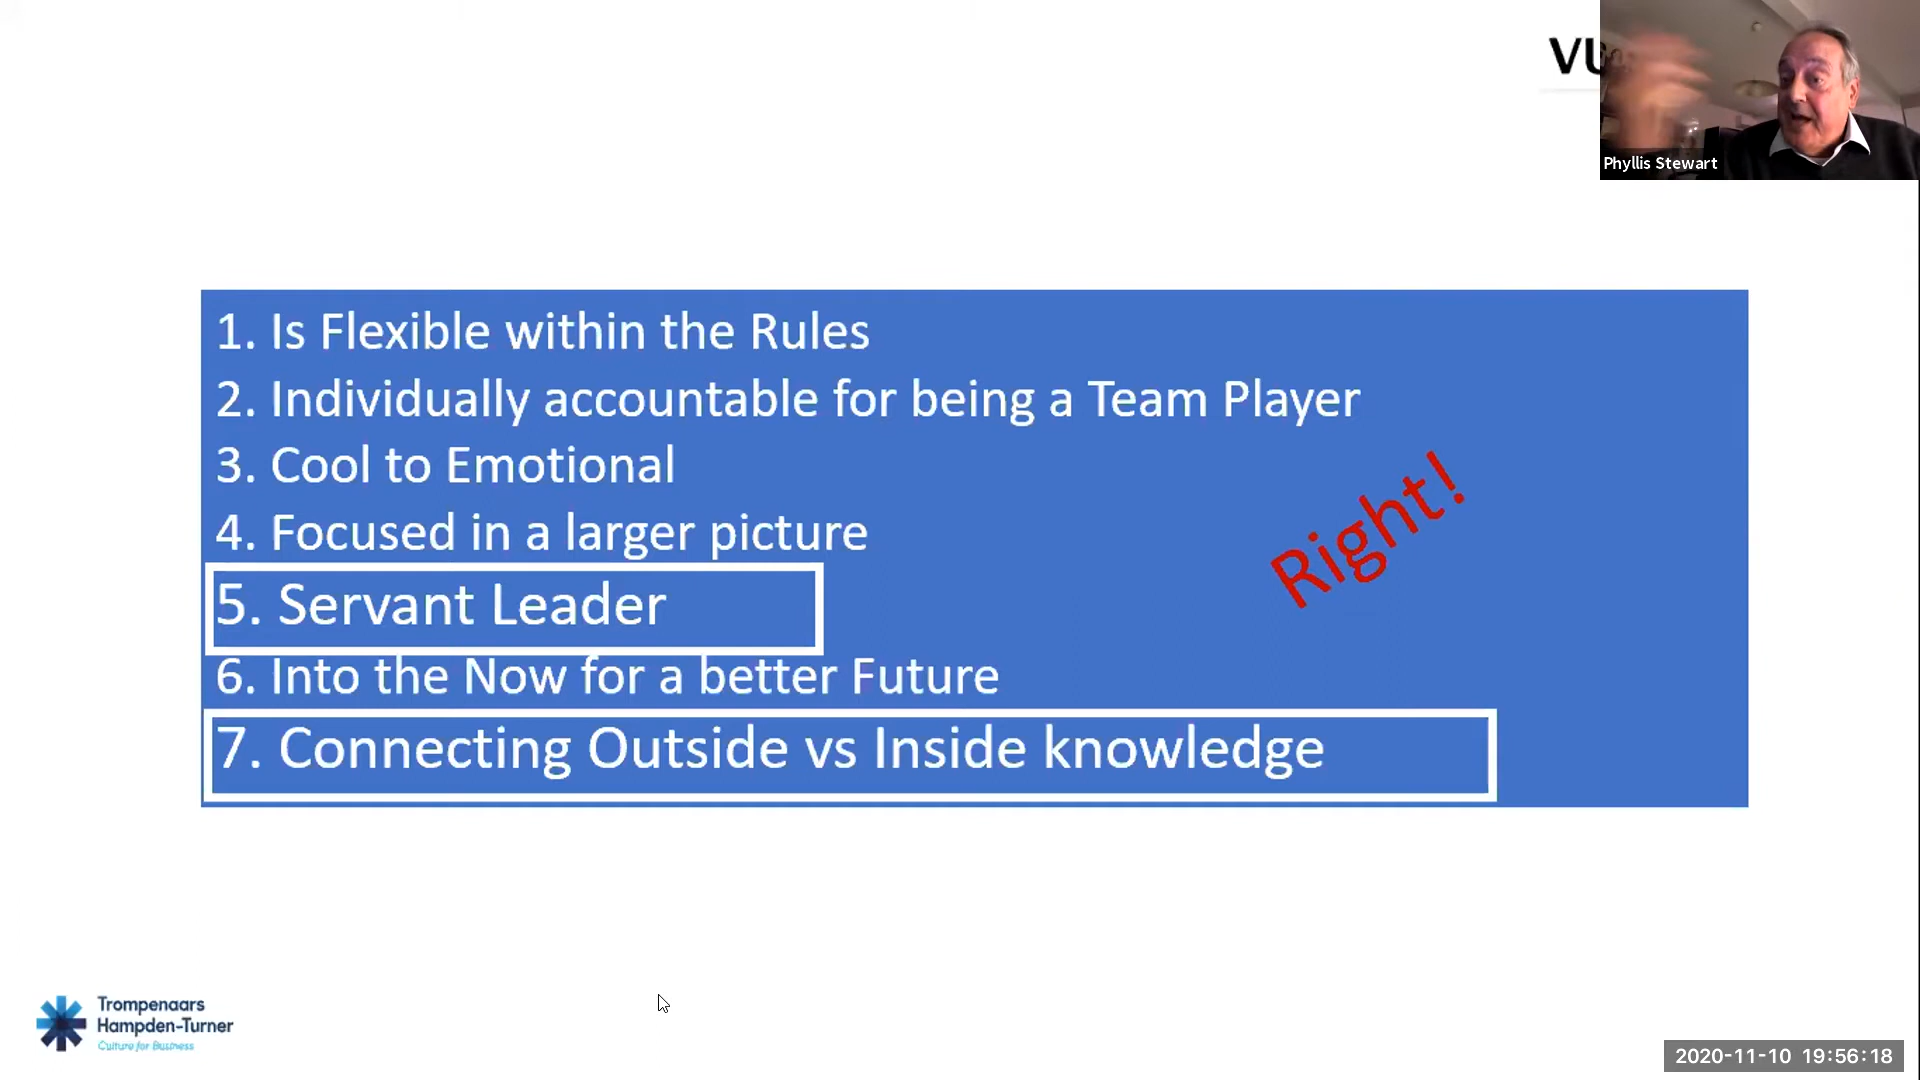 VU
Phyllis Stewart
1. Is Flexible within the Rules
2. Individually accountable for being a Team Player
3. Cool to Emotional
4. Focused in a larger picture
Right!
5. Servant Leader
6. Into the Now for a better Future
7. Connecting Outside vs Inside knowledge
Trompenaars
Hampden-Turner
Culture for Business
2020-11-10 19:56:18